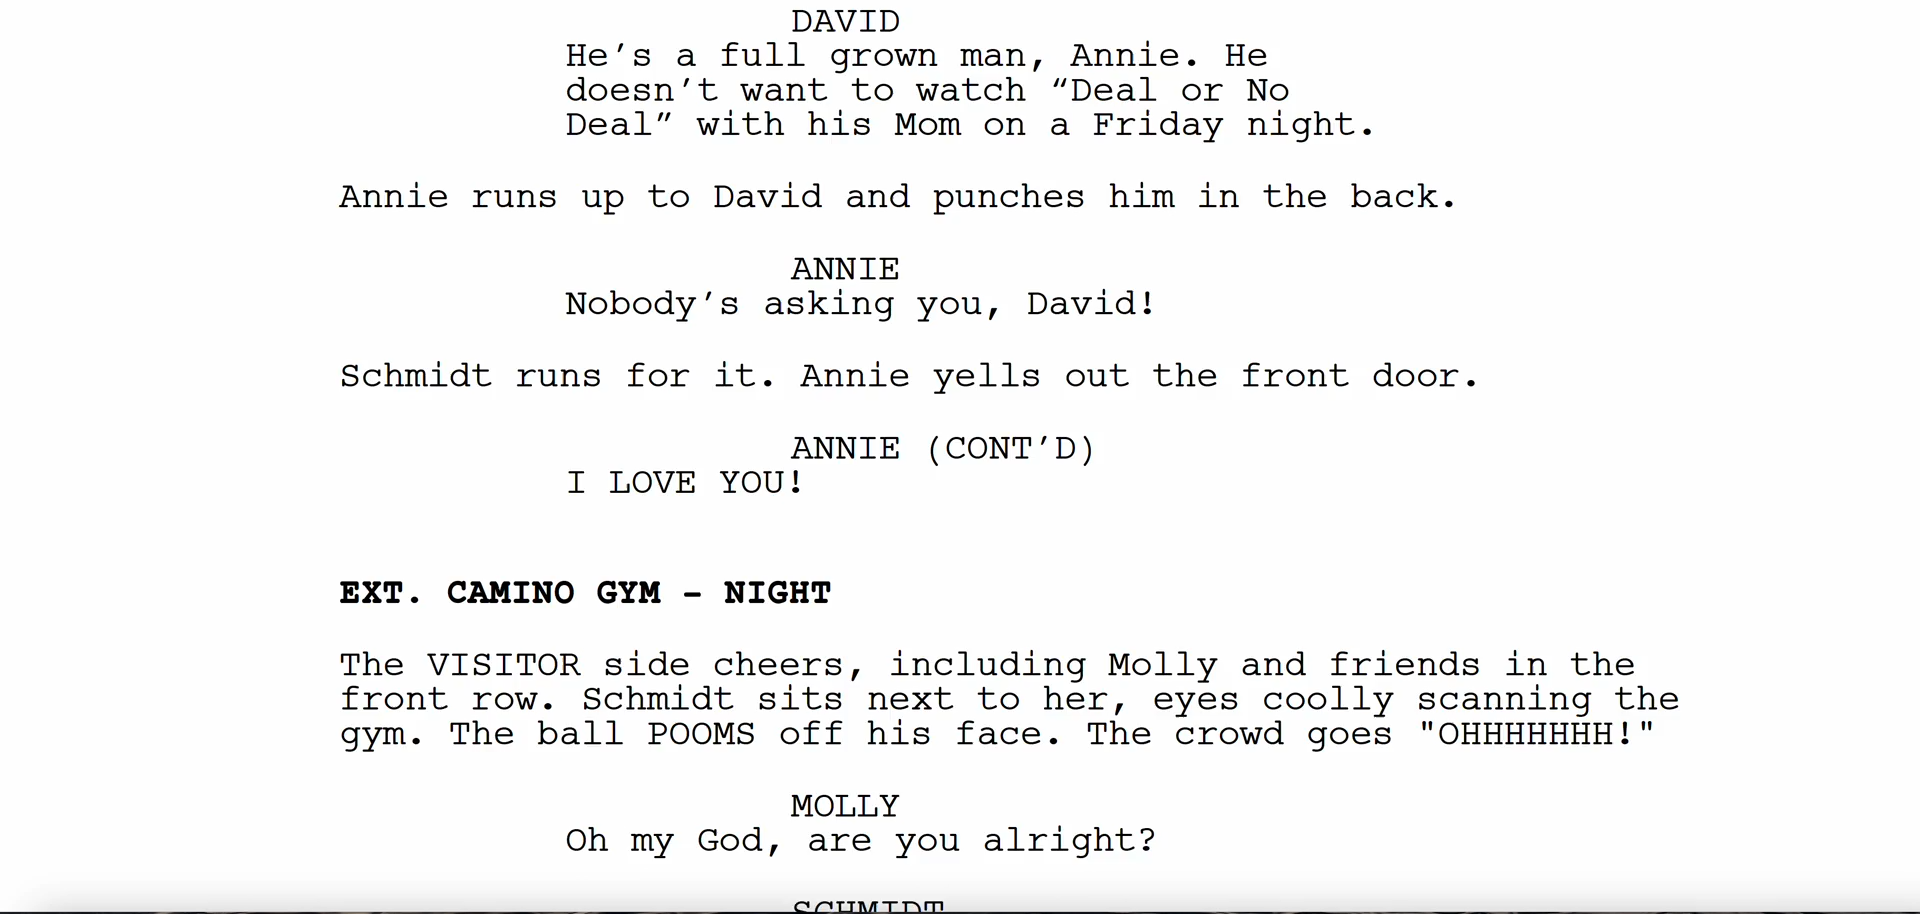 DAVID
He’s a full grown man, Annie. He
doesn’t want to watch “Deal or No
Deal” with his Mom on a Friday night.
Annie runs up to David and punches him in the back.
ANNIE
Nobody’s asking you, David!
Schmidt runs for it. Annie yells out the front door.
ANNIE (CONT’D)
I LOVE YOU!
EXT. CAMINO GYM – NIGHT
The VISITOR side cheers, including Molly and friends in the
front row. Schmidt sits next to her, eyes coolly scanning the
gym. The ball POOMS off his face. The crowd goes "OHHHHHHH!"
MOLLY
Oh my God, are you alright?
SCHMIDT